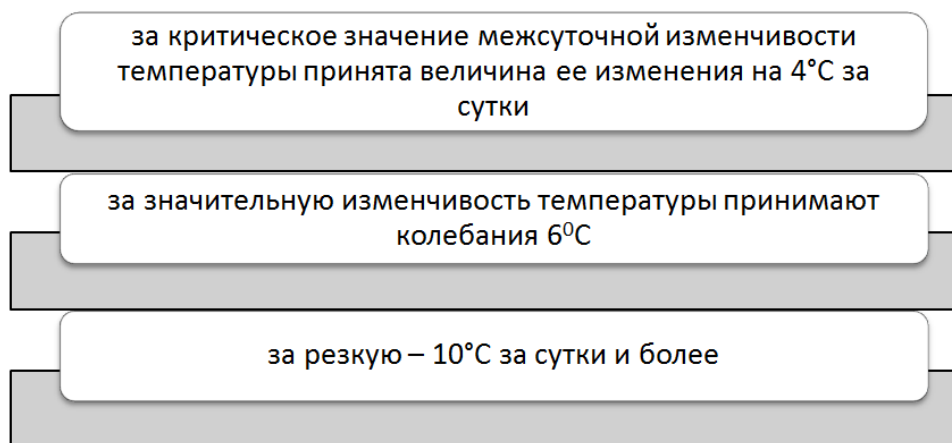 за критическое значение межсуточной изменчивости
температуры принята величина ее изменения на 4°С за
сутки
за значительную изменчивость температуры принимают
колебания 6⁰С
за резкую – 10°С за сутки и более